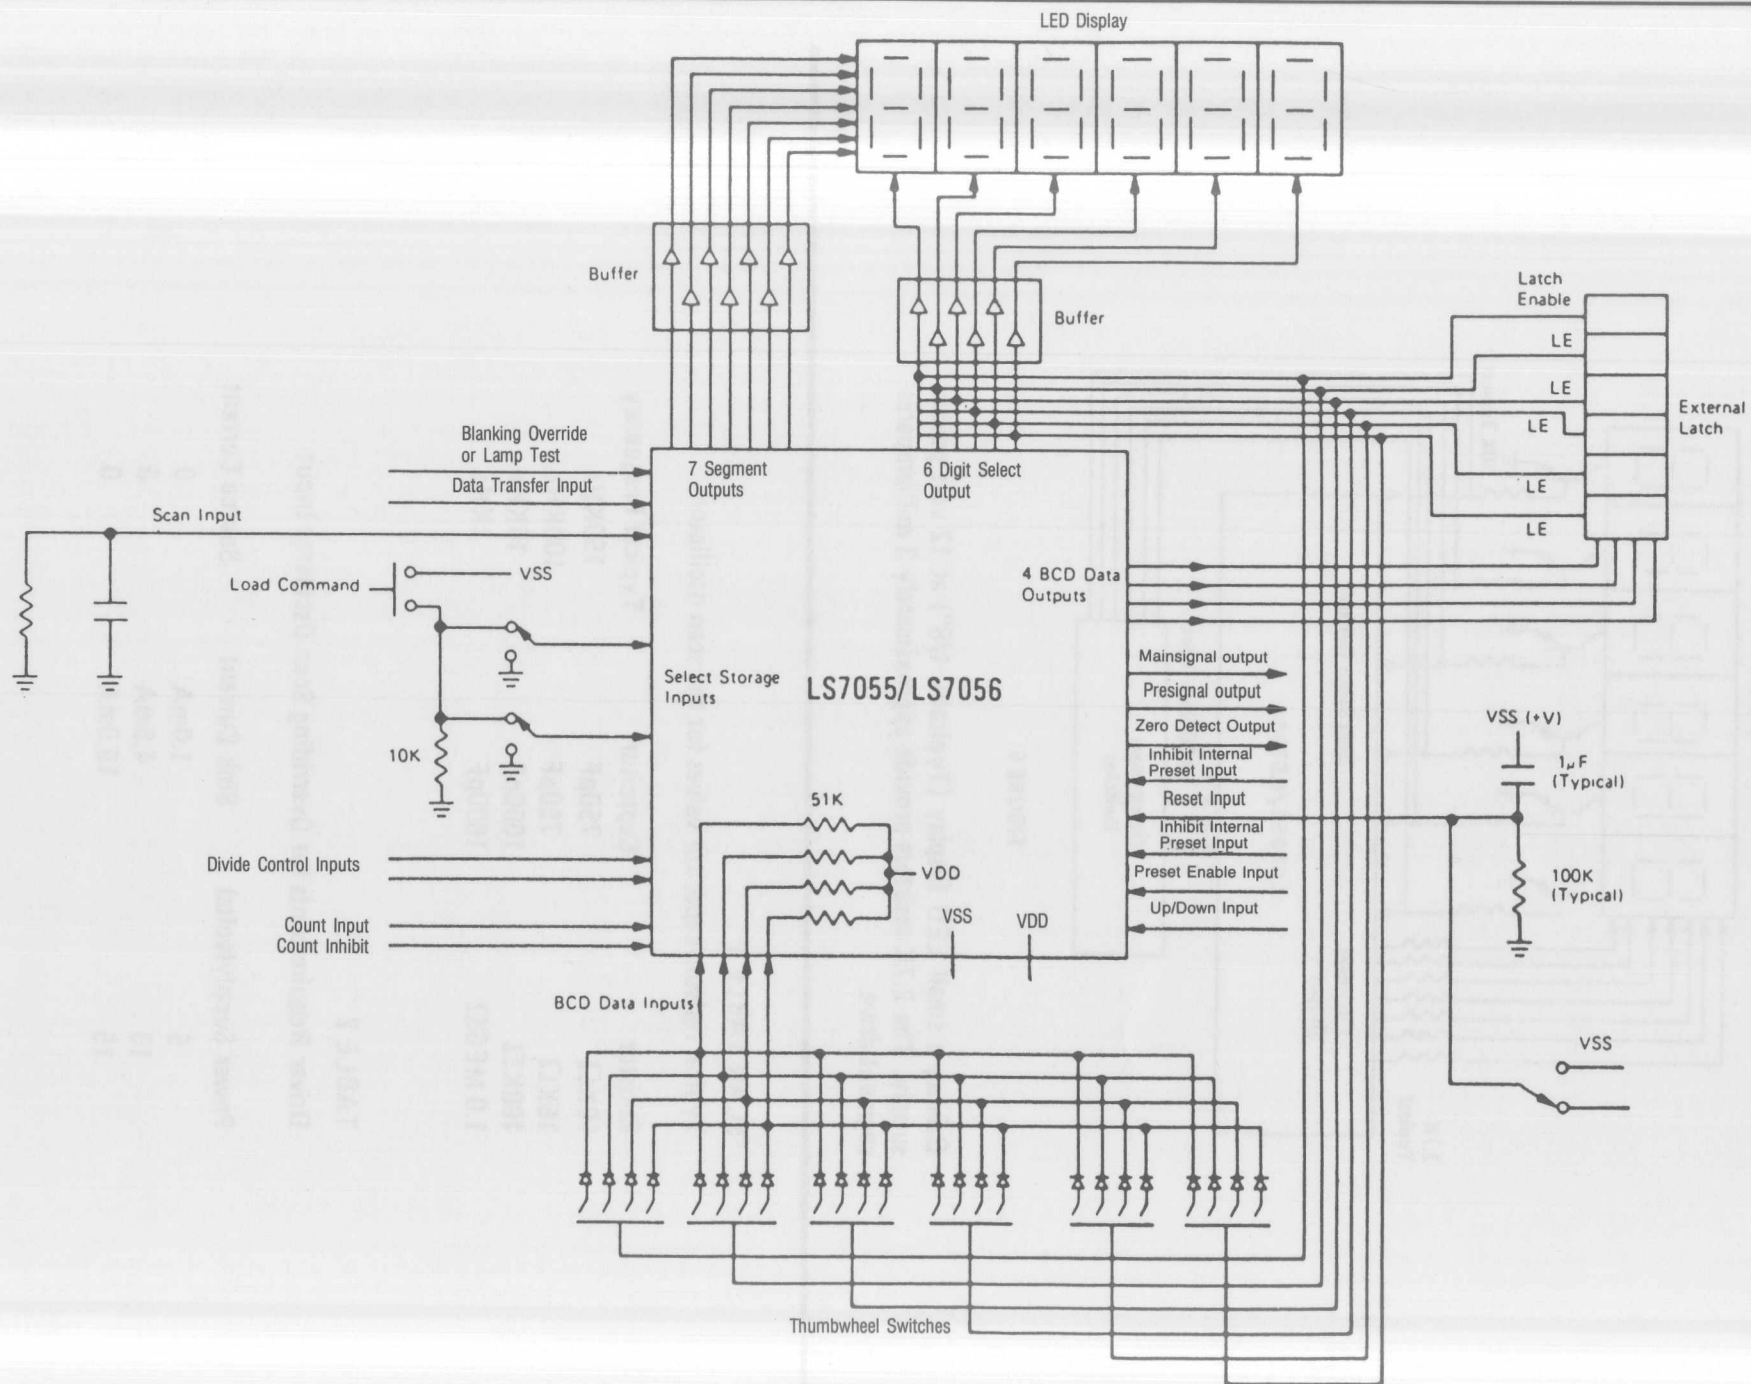 LED Display
Buffer
Buffer
Latch
Enable
LE
LE
LE
LE
LE
External
Latch
Blanking Override
or Lamp Test
Data Transfer Input
Scan Input
7 Segment
Outputs
6 Digit Select
Output
Load Command
VSS
4 BCD Data
Outputs
Select Storage
Inputs
LS7055/LS7056
Mainsignal output
Presignal output
Zero Detect Output
Inhibit Internal
Preset Input
Reset Input
Inhibit Internal
Preset Input
Preset Enable Input
Up/Down Input
VSS (+V)
1µF
(Typical)
100K
(Typical)
10K
51K
VDD
VSS
VDD
Divide Control Inputs
Count Input
Count Inhibit
BCD Data Inputs
VSS
Thumbwheel Switches